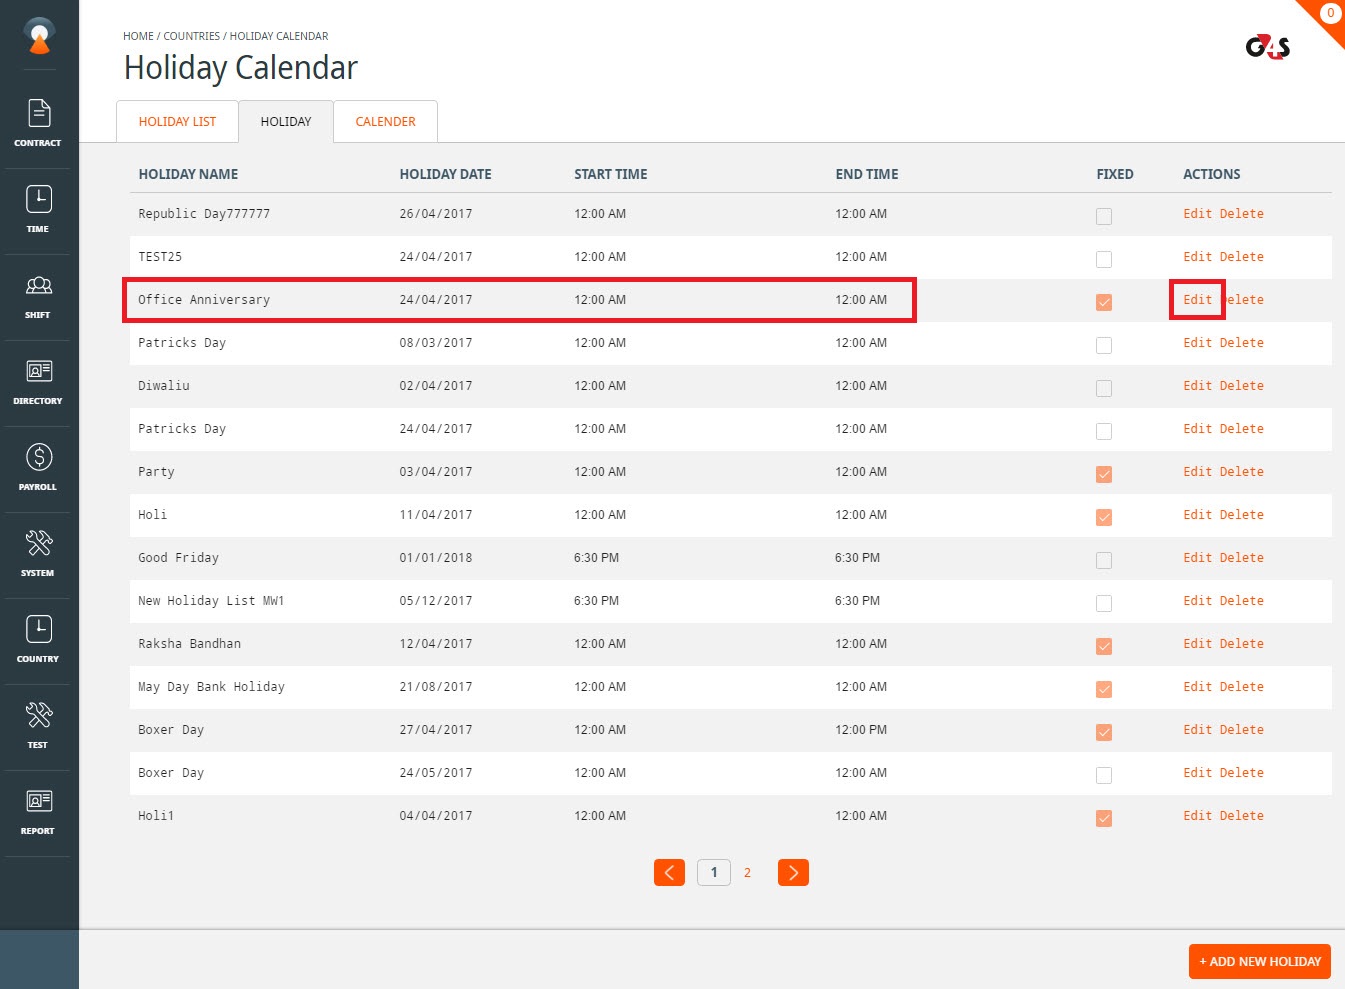 0
HOME / COUNTRIES / HOLIDAY CALENDAR
Holiday Calendar
G4S
HOLIDAY LIST HOLIDAY CALENDER
CONTRACT
TIME
SHIFT
DIRECTORY
PAYROLL
SYSTEM
COUNTRY
TEST
REPORT
HOLIDAY NAME HOLIDAY DATE START TIME END TIME FIXED ACTIONS
Republic Day777777 26/04/2017 12:00 AM 12:00 AM Edit Delete
TEST25 24/04/2017 12:00 AM 12:00 AM Edit Delete
Office Anniversary 24/04/2017 12:00 AM 12:00 AM Edit Delete
Patricks Day 08/03/2017 12:00 AM 12:00 AM Edit Delete
Diwaliu 02/04/2017 12:00 AM 12:00 AM Edit Delete
Patricks Day 24/04/2017 12:00 AM 12:00 AM Edit Delete
Party 03/04/2017 12:00 AM 12:00 AM Edit Delete
Holi 11/04/2017 12:00 AM 12:00 AM Edit Delete
Good Friday 01/01/2018 6:30 PM 6:30 PM Edit Delete
New Holiday List MW1 05/12/2017 6:30 PM 6:30 PM Edit Delete
Raksha Bandhan 12/04/2017 12:00 AM 12:00 AM Edit Delete
May Day Bank Holiday 21/08/2017 12:00 AM 12:00 AM Edit Delete
Boxer Day 27/04/2017 12:00 AM 12:00 PM Edit Delete
Boxer Day 24/05/2017 12:00 AM 12:00 AM Edit Delete
Holi1 04/04/2017 12:00 AM 12:00 AM Edit Delete
1 2
+ ADD NEW HOLIDAY